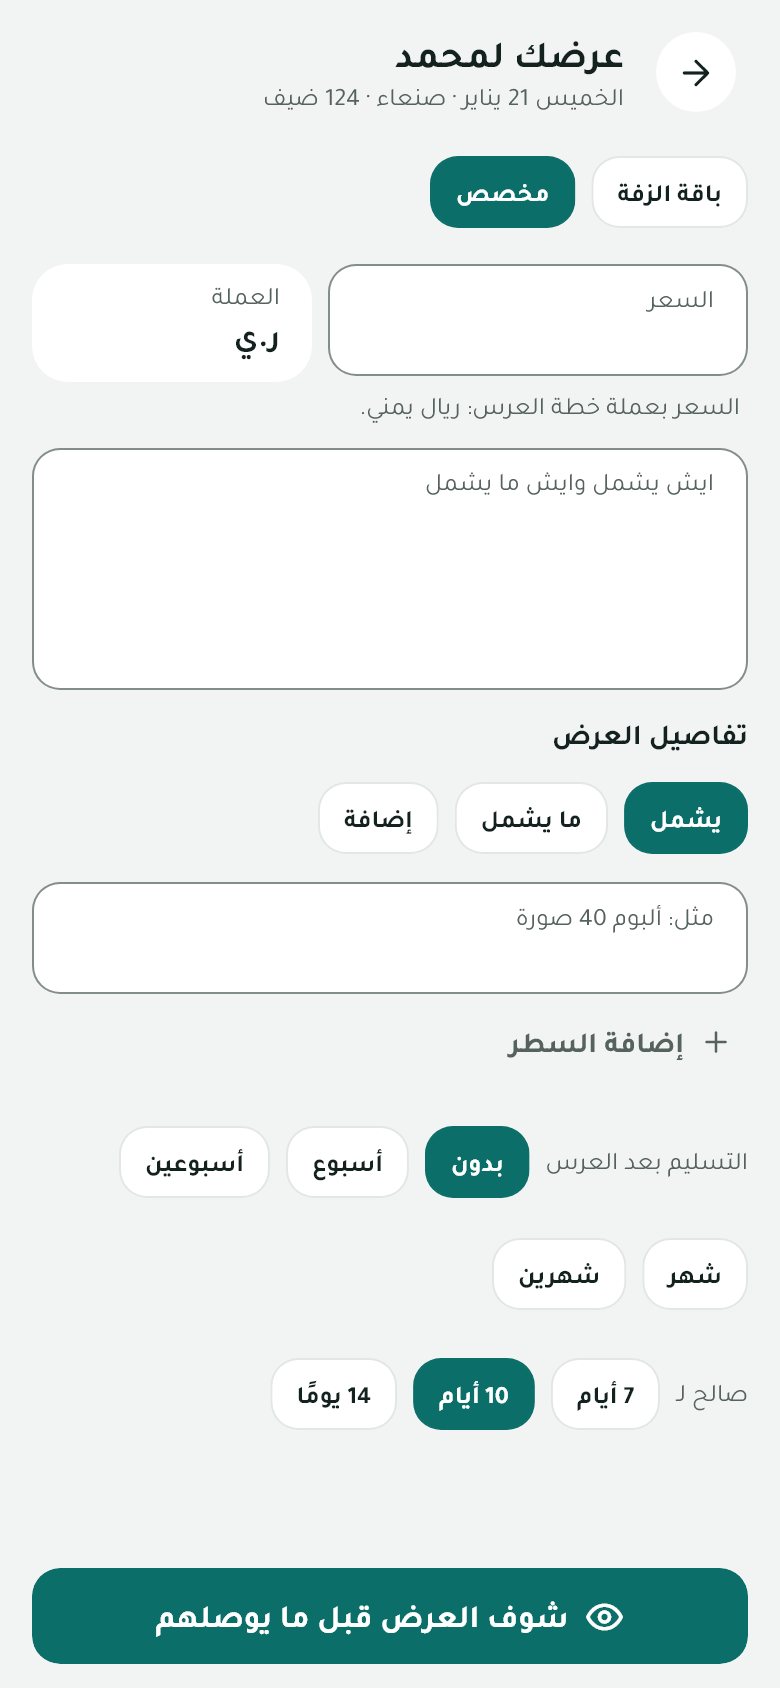 عرضك لمحمد
الخميس 21 يناير · صنعاء · 124 ضيف
باقة الزفة
مخصص
السعر
العملة
ر.ي
السعر بعملة خطة العرس: ريال يمني.
ايش يشمل وايش ما يشمل
تفاصيل العرض
يشمل
ما يشمل
إضافة
مثل: ألبوم 40 صورة
إضافة السطر
التسليم بعد العرس
بدون
أسبوع
أسبوعين
شهر
شهرين
صالح لـ
7 أيام
10 أيام
14 يومًا
شوف العرض قبل ما يوصلهم